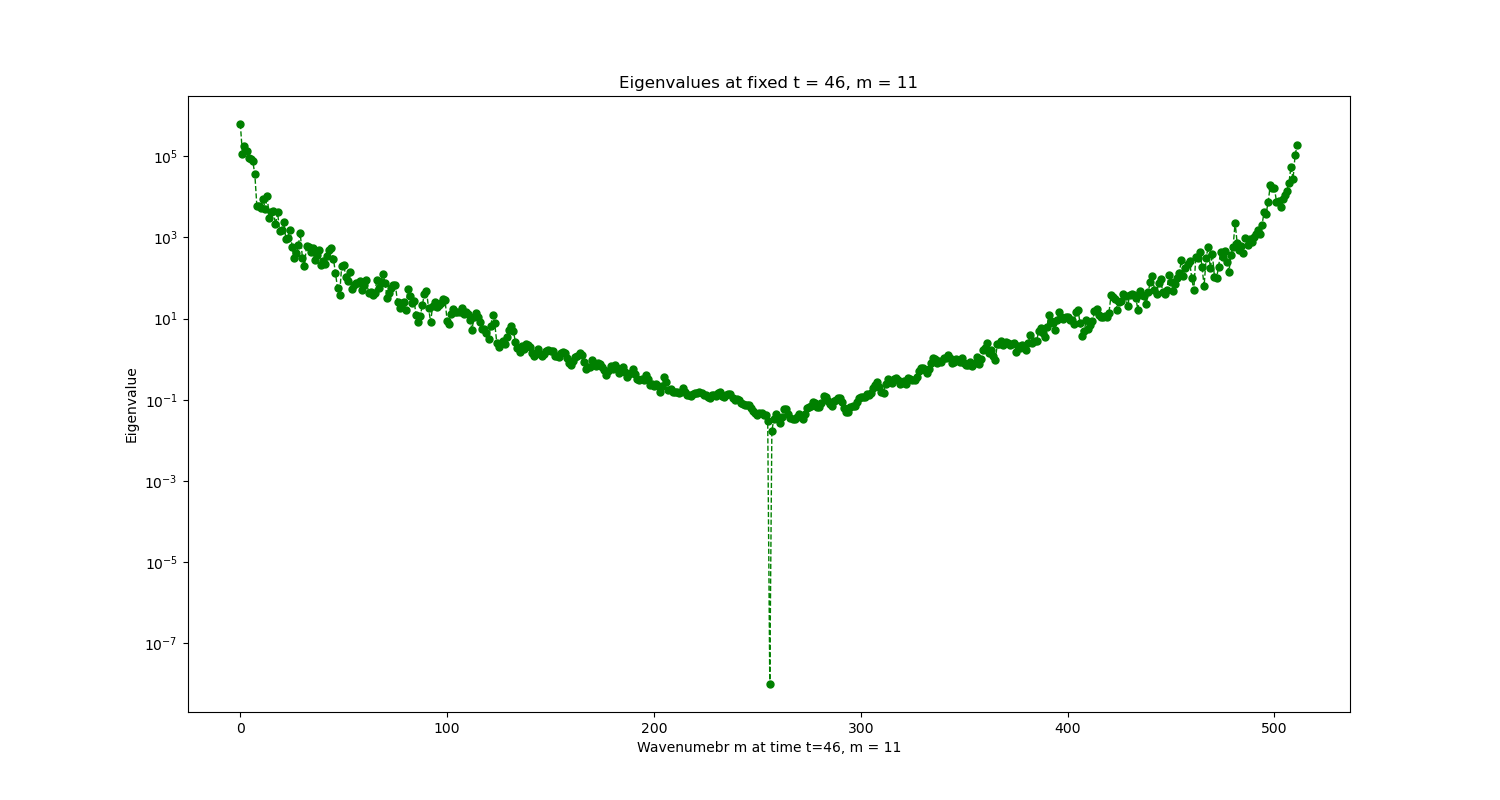 Eigenvalues at fixed t = 46, m = 11
Eigenvalue
10^5
10^3
10^1
10^−1
10^−3
10^−5
10^−7
0 100 200 300 400 500
Wavenumebr m at time t=46, m = 11